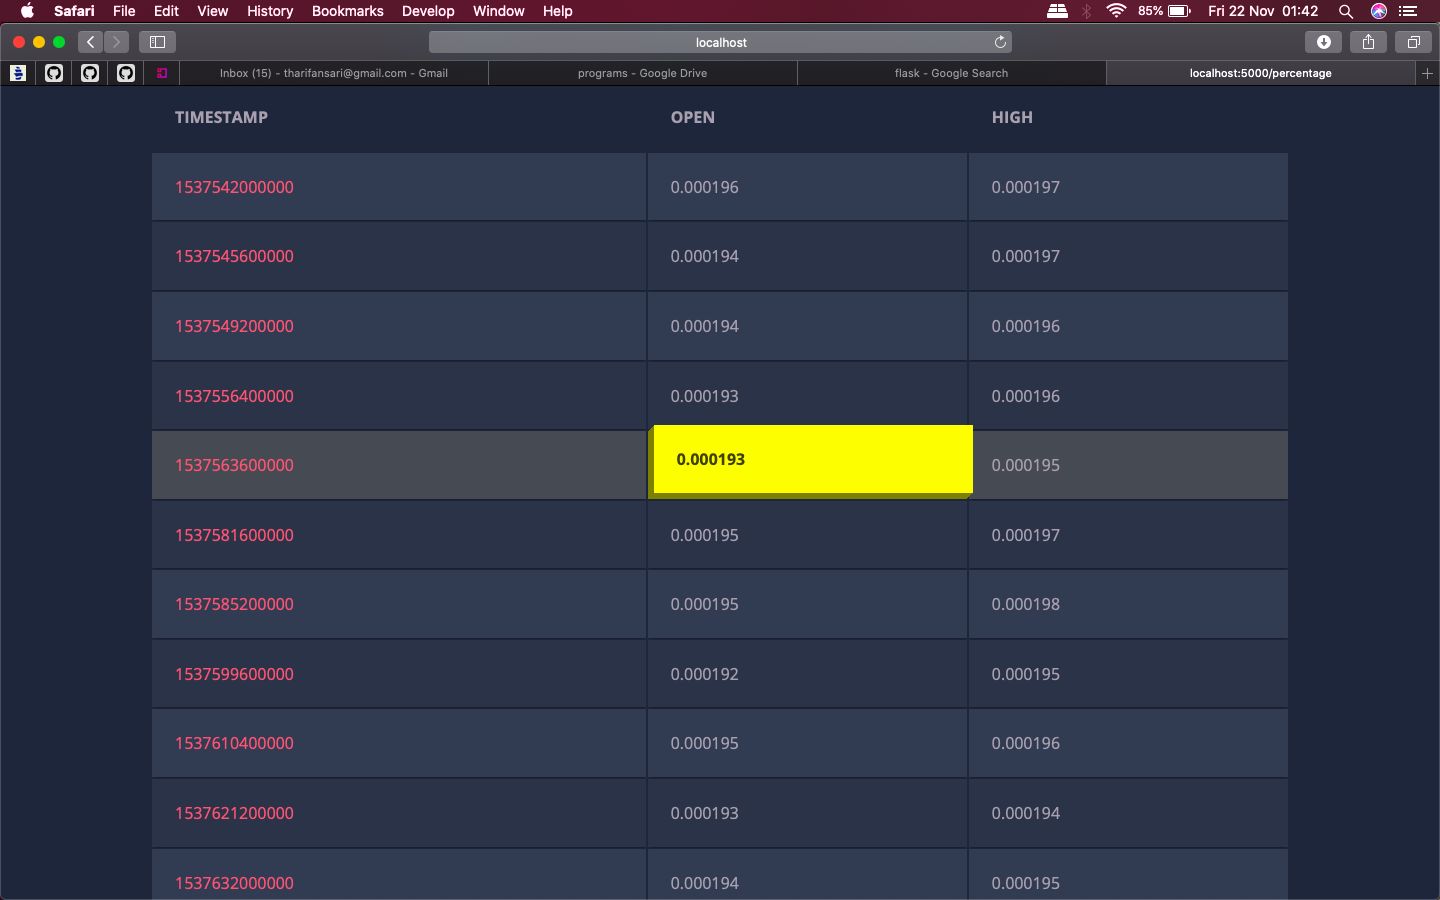 Safari File Edit View History Bookmarks Develop Window Help 85% Fri 22 Nov 01:42
localhost
Inbox (15) - tharifansari@gmail.com - Gmail programs - Google Drive flask - Google Search localhost:5000/percentage
TIMESTAMP OPEN HIGH
1537542000000 0.000196 0.000197
1537545600000 0.000194 0.000197
1537549200000 0.000194 0.000196
1537556400000 0.000193 0.000196
1537563600000 0.000193 0.000195
1537581600000 0.000195 0.000197
1537585200000 0.000195 0.000198
1537599600000 0.000192 0.000195
1537610400000 0.000195 0.000196
1537621200000 0.000193 0.000194
1537632000000 0.000194 0.000195